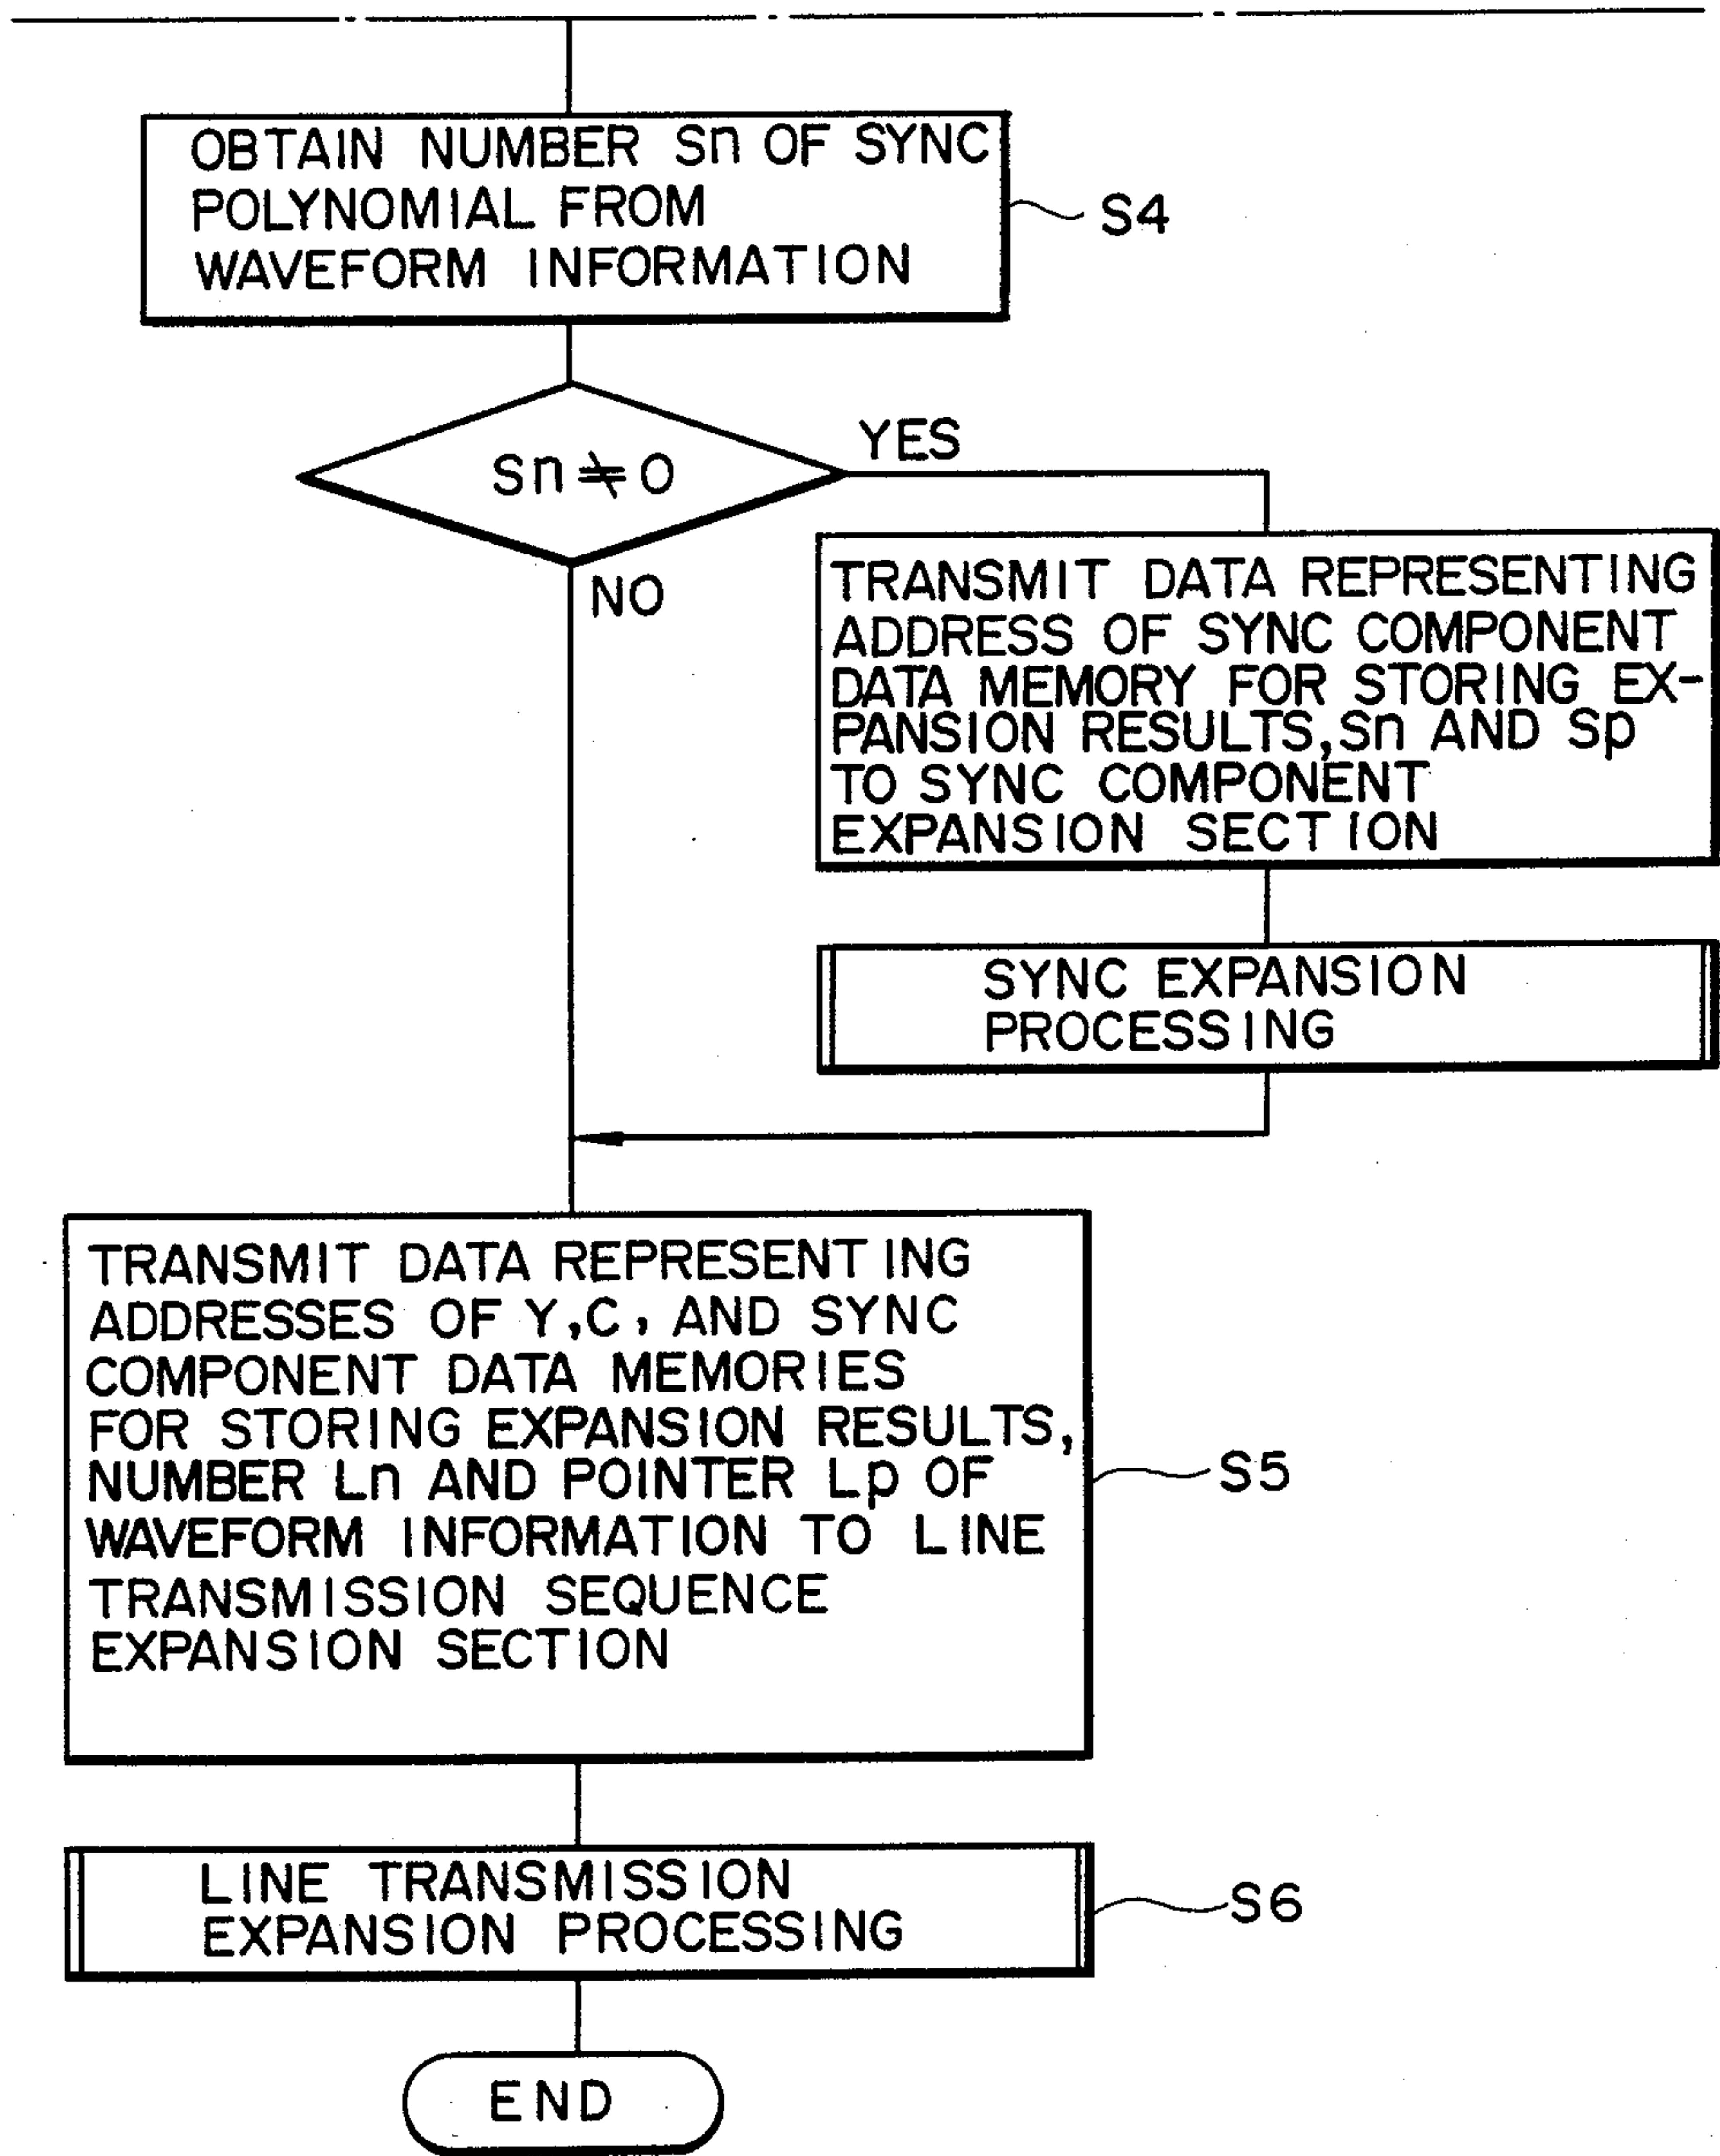 OBTAIN NUMBER Sn OF SYNC
POLYNOMIAL FROM
WAVEFORM INFORMATION
S4
Sn ≠ 0
YES
NO
TRANSMIT DATA REPRESENTING
ADDRESS OF SYNC COMPONENT
DATA MEMORY FOR STORING EX-
PANSION RESULTS, Sn AND Sp
TO SYNC COMPONENT
EXPANSION SECTION
SYNC EXPANSION
PROCESSING
TRANSMIT DATA REPRESENTING
ADDRESSES OF Y, C, AND SYNC
COMPONENT DATA MEMORIES
FOR STORING EXPANSION RESULTS,
NUMBER Ln AND POINTER Lp OF
WAVEFORM INFORMATION TO LINE
TRANSMISSION SEQUENCE
EXPANSION SECTION
S5
LINE TRANSMISSION
EXPANSION PROCESSING
S6
END